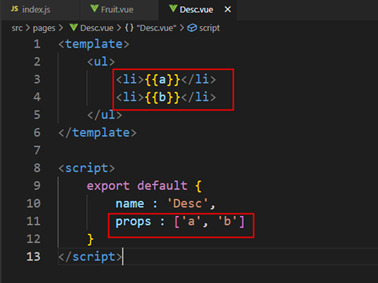 JS index.js Fruit.vue Desc.vue ×
src > pages > Desc.vue > {} "Desc.vue" > script
1 <template>
2 <ul>
3 <li>{{a}}</li>
4 <li>{{b}}</li>
5 </ul>
6 </template>
7
8 <script>
9 export default {
10 name : 'Desc',
11 props : ['a', 'b']
12 }
13 </script>